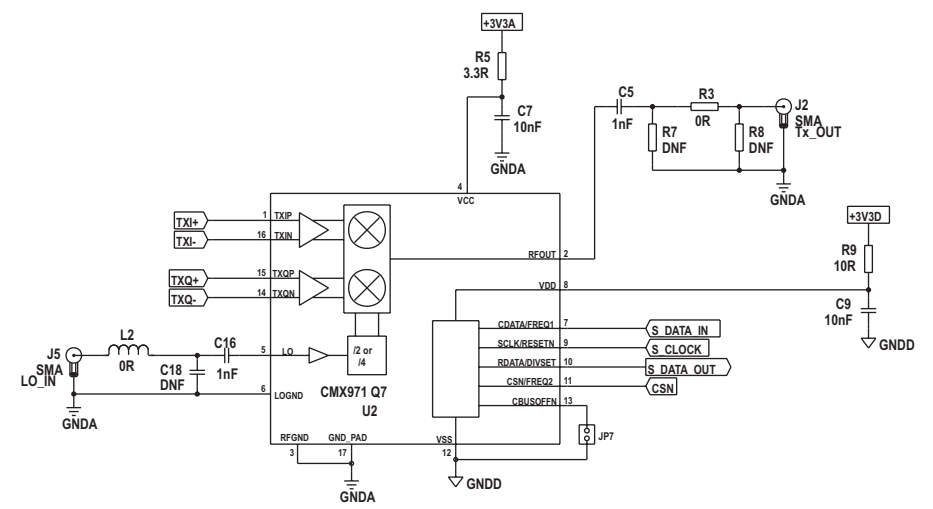 +3V3A
R5
3.3R
C7
10nF
GNDA
C5
1nF
R3
0R
J2
SMA
Tx_OUT
R7
DNF
R8
DNF
GNDA
4
VCC
TXI+
1
TXIP
TXI-
16
TXIN
TXQ+
15
TXQP
TXQ-
14
TXQN
RFOUT
2
+3V3D
R9
10R
VDD
8
C9
10nF
GNDD
CDATA/FREQ1
7
S_DATA_IN
SCLK/RESETN
9
S_CLOCK
RDATA/DIVSET
10
S_DATA_OUT
CSN/FREQ2
11
CSN
CBUSOFFN
13
JP7
J5
SMA
LO_IN
L2
0R
C18
DNF
C16
1nF
5
LO
/2 or
/4
6
LOGND
CMX971 Q7
U2
GNDA
RFGND
3
GND_PAD
17
VSS
12
GNDA
GNDD